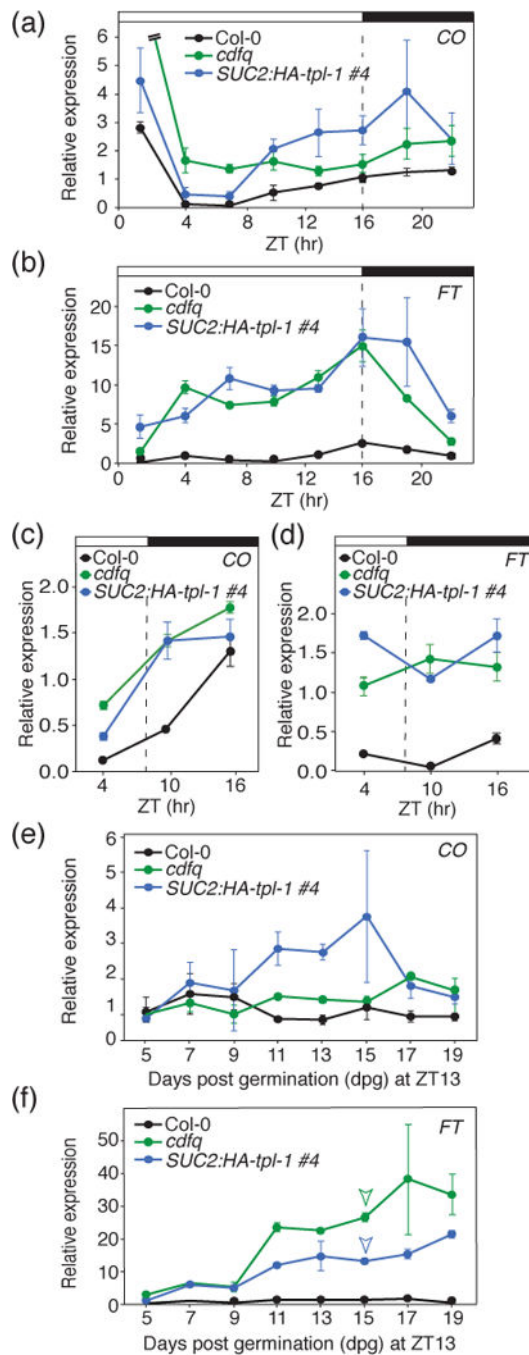 (a)
CO
Col-0
cdfq
SUC2:HA-tpl-1 #4
Relative expression
6
5
4
3
2
1
0
0 4 8 12 16 20
ZT (hr)
(b)
FT
Col-0
cdfq
SUC2:HA-tpl-1 #4
Relative expression
20
15
10
5
0
0 4 8 12 16 20
ZT (hr)
(c)
CO
Col-0
cdfq
SUC2:HA-tpl-1 #4
Relative expression
2.0
1.5
1.0
0.5
0.0
4 10 16
ZT (hr)
(d)
FT
Col-0
cdfq
SUC2:HA-tpl-1 #4
Relative expression
2.0
1.5
1.0
0.5
0.0
4 10 16
ZT (hr)
(e)
CO
Col-0
cdfq
SUC2:HA-tpl-1 #4
Relative expression
6
5
4
3
2
1
0
5 7 9 11 13 15 17 19
Days post germination (dpg) at ZT13
(f)
FT
Col-0
cdfq
SUC2:HA-tpl-1 #4
Relative expression
50
40
30
20
10
0
5 7 9 11 13 15 17 19
Days post germination (dpg) at ZT13